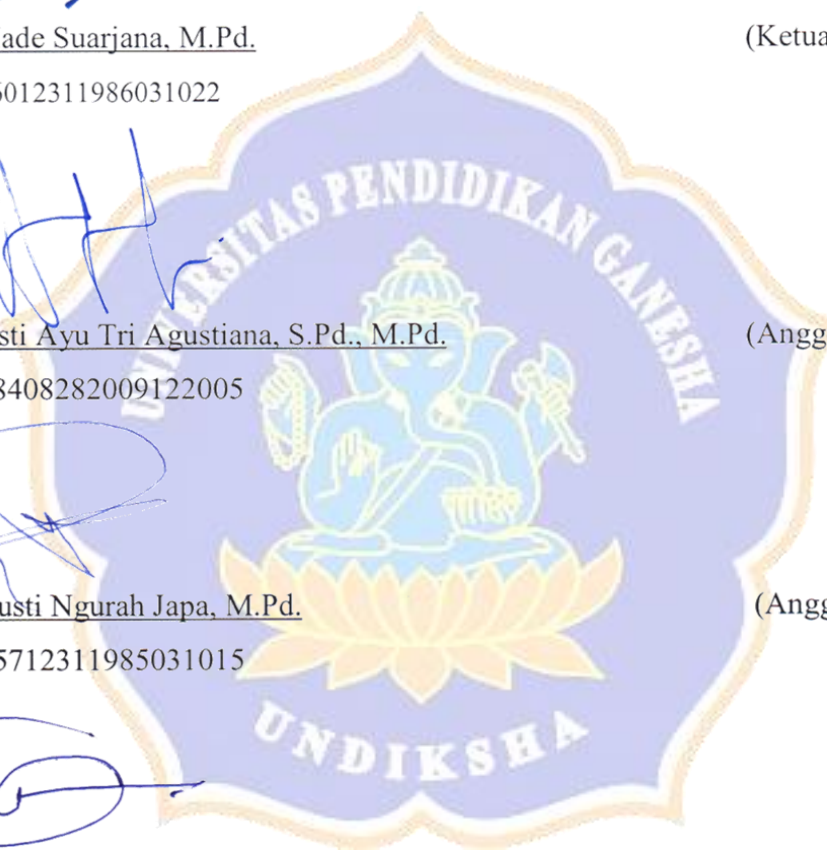 ade Suarjana, M.Pd. (Ketua
6012311986031022
UNIVERSITAS PENDIDIKAN GANESHA
sti Ayu Tri Agustiana, S.Pd., M.Pd. (Angg
8408282009122005
usti Ngurah Japa, M.Pd. (Angg
5712311985031015
UNDIKSHA